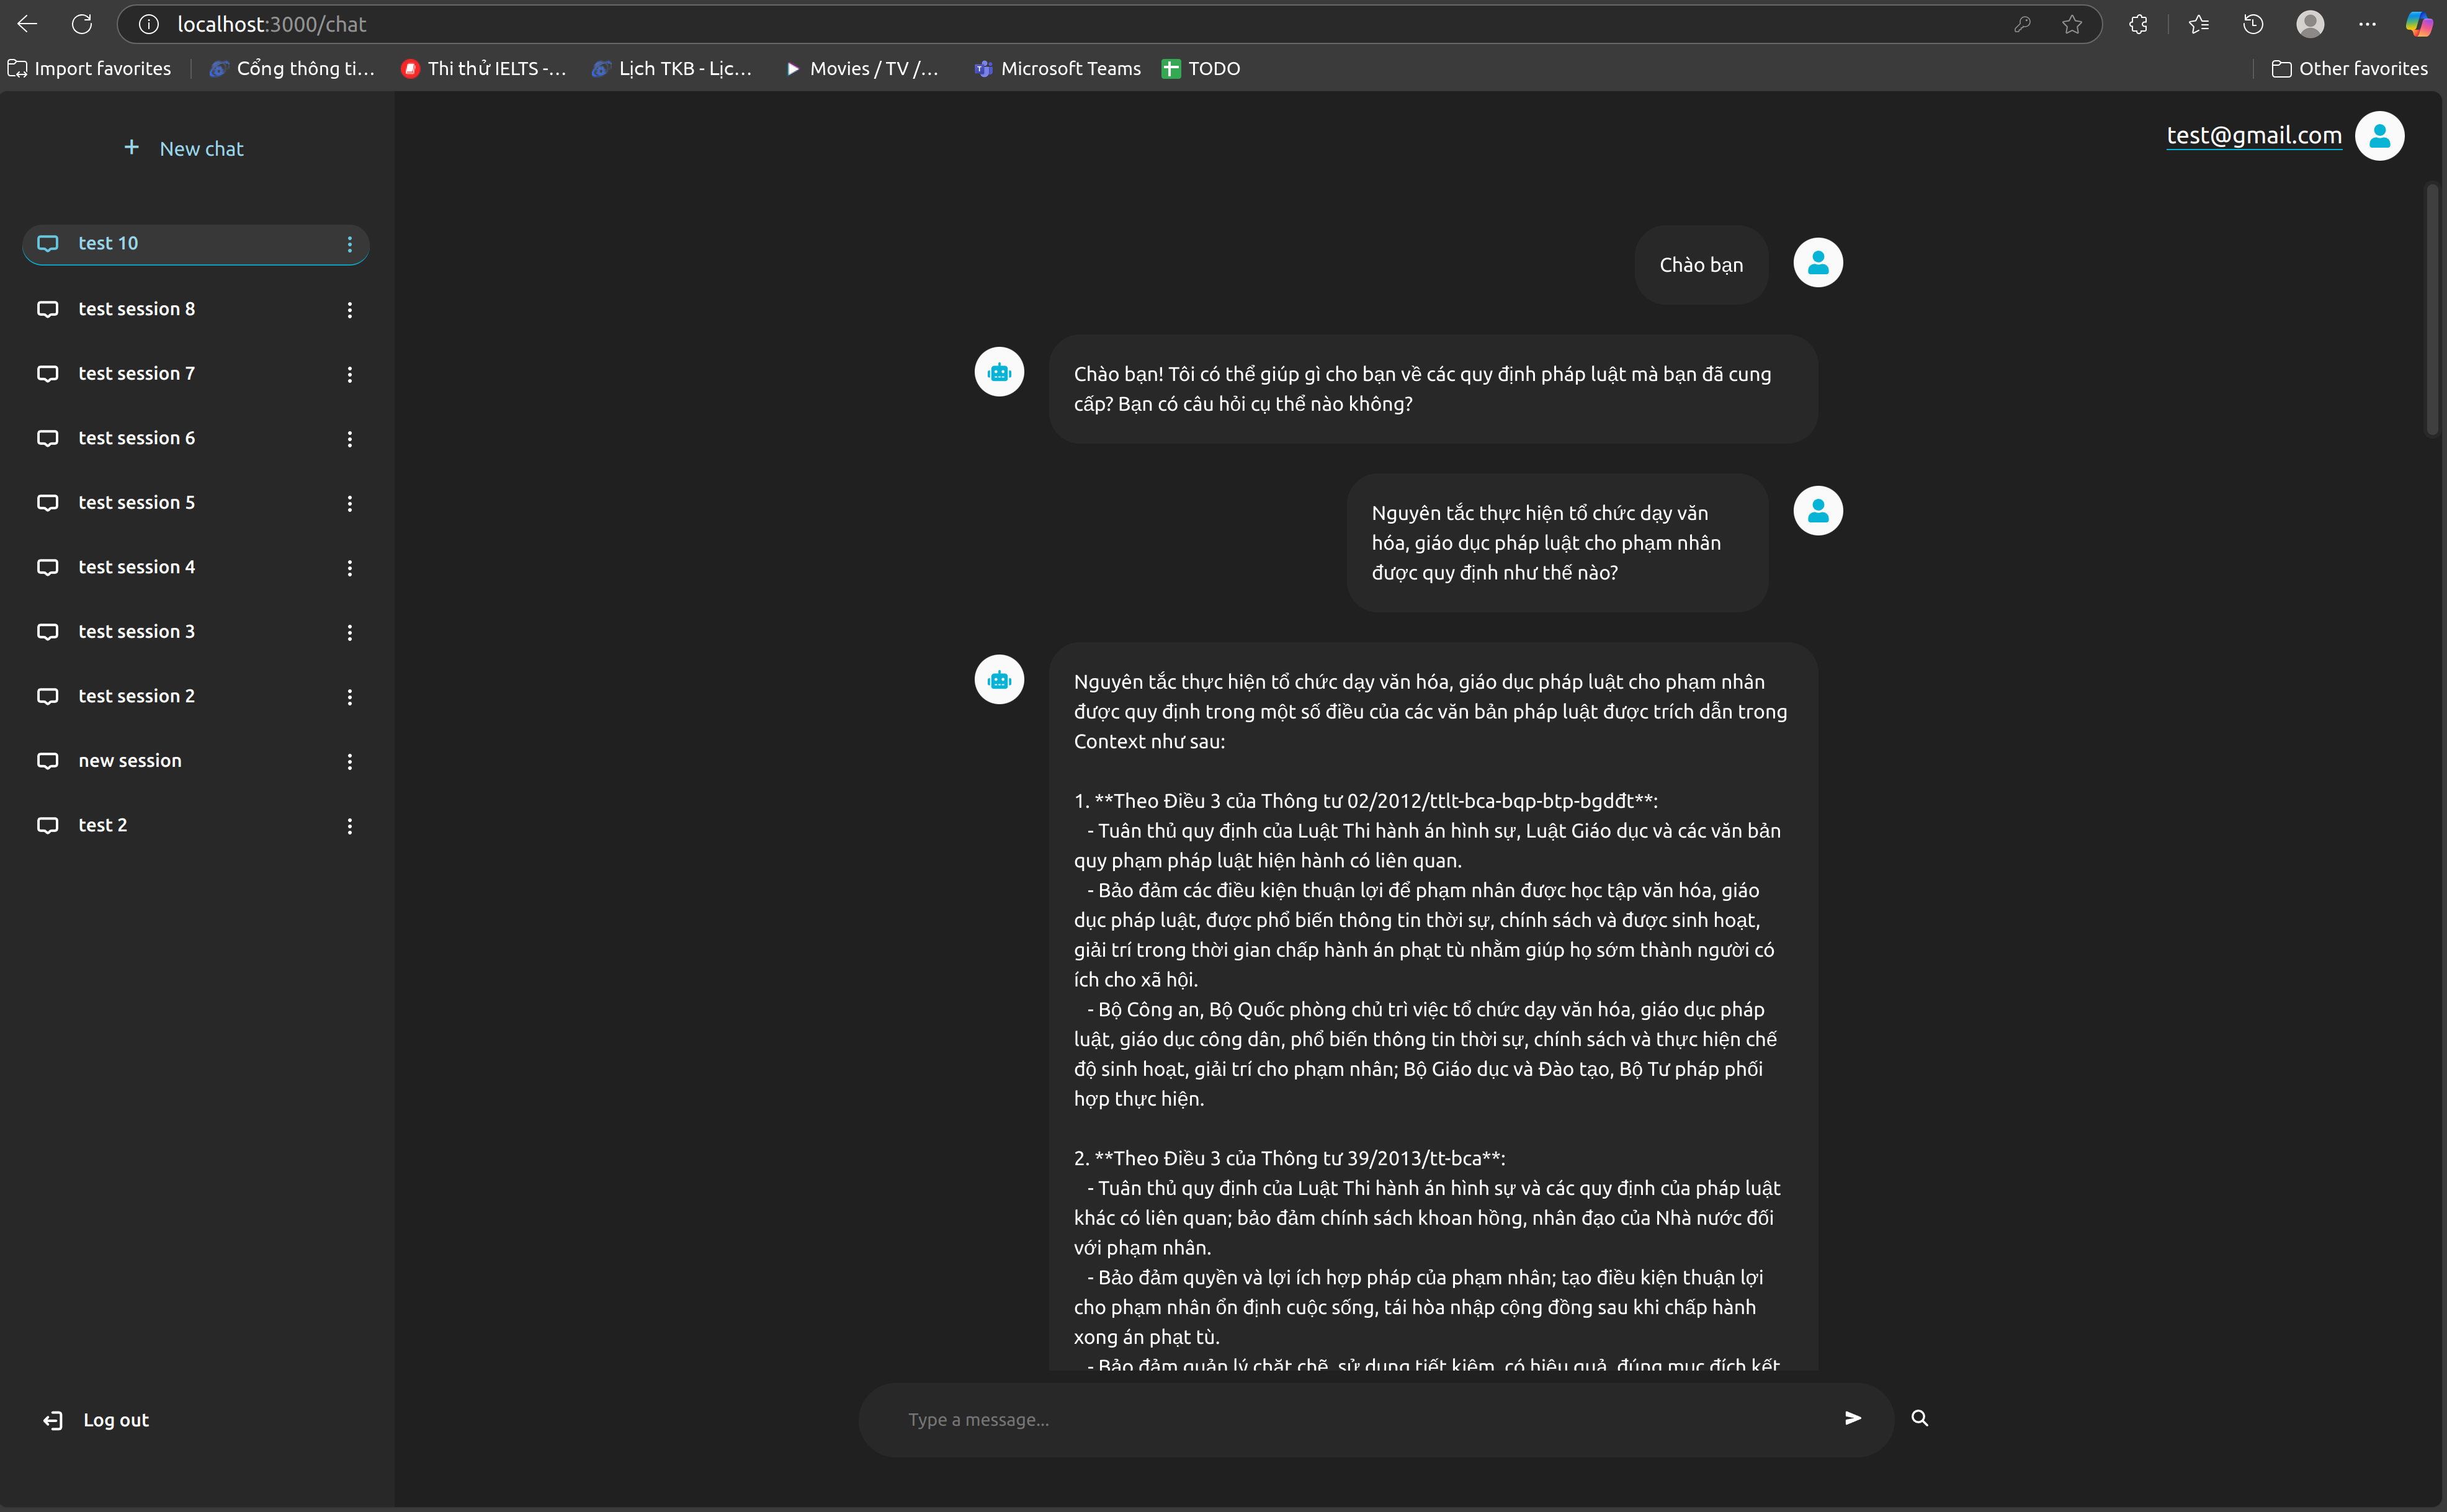 localhost:3000/chat
Import favorites
Cổng thông ti...
Thi thử IELTS -...
Lịch TKB - Lịc...
Movies / TV /...
Microsoft Teams
TODO
Other favorites
+ New chat
test@gmail.com
test 10
test session 8
test session 7
test session 6
test session 5
test session 4
test session 3
test session 2
new session
test 2
Log out
Chào bạn
Chào bạn! Tôi có thể giúp gì cho bạn về các quy định pháp luật mà bạn đã cung
cấp? Bạn có câu hỏi cụ thể nào không?
Nguyên tắc thực hiện tổ chức dạy văn
hóa, giáo dục pháp luật cho phạm nhân
được quy định như thế nào?
Nguyên tắc thực hiện tổ chức dạy văn hóa, giáo dục pháp luật cho phạm nhân
được quy định trong một số điều của các văn bản pháp luật được trích dẫn trong
Context như sau:
1. **Theo Điều 3 của Thông tư 02/2012/ttlt-bca-bqp-btp-bgdđt**:
- Tuân thủ quy định của Luật Thi hành án hình sự, Luật Giáo dục và các văn bản
quy phạm pháp luật hiện hành có liên quan.
- Bảo đảm các điều kiện thuận lợi để phạm nhân được học tập văn hóa, giáo
dục pháp luật, được phổ biến thông tin thời sự, chính sách và được sinh hoạt,
giải trí trong thời gian chấp hành án phạt tù nhằm giúp họ sớm thành người có
ích cho xã hội.
- Bộ Công an, Bộ Quốc phòng chủ trì việc tổ chức dạy văn hóa, giáo dục pháp
luật, giáo dục công dân, phổ biến thông tin thời sự, chính sách và thực hiện chế
độ sinh hoạt, giải trí cho phạm nhân; Bộ Giáo dục và Đào tạo, Bộ Tư pháp phối
hợp thực hiện.
2. **Theo Điều 3 của Thông tư 39/2013/tt-bca**:
- Tuân thủ quy định của Luật Thi hành án hình sự và các quy định của pháp luật
khác có liên quan; bảo đảm chính sách khoan hồng, nhân đạo của Nhà nước đối
với phạm nhân.
- Bảo đảm quyền và lợi ích hợp pháp của phạm nhân; tạo điều kiện thuận lợi
cho phạm nhân ổn định cuộc sống, tái hòa nhập cộng đồng sau khi chấp hành
xong án phạt tù.
- Bảo đảm quản lý chặt chẽ, sử dụng tiết kiệm, có hiệu quả, đúng mục đích kết
Type a message...